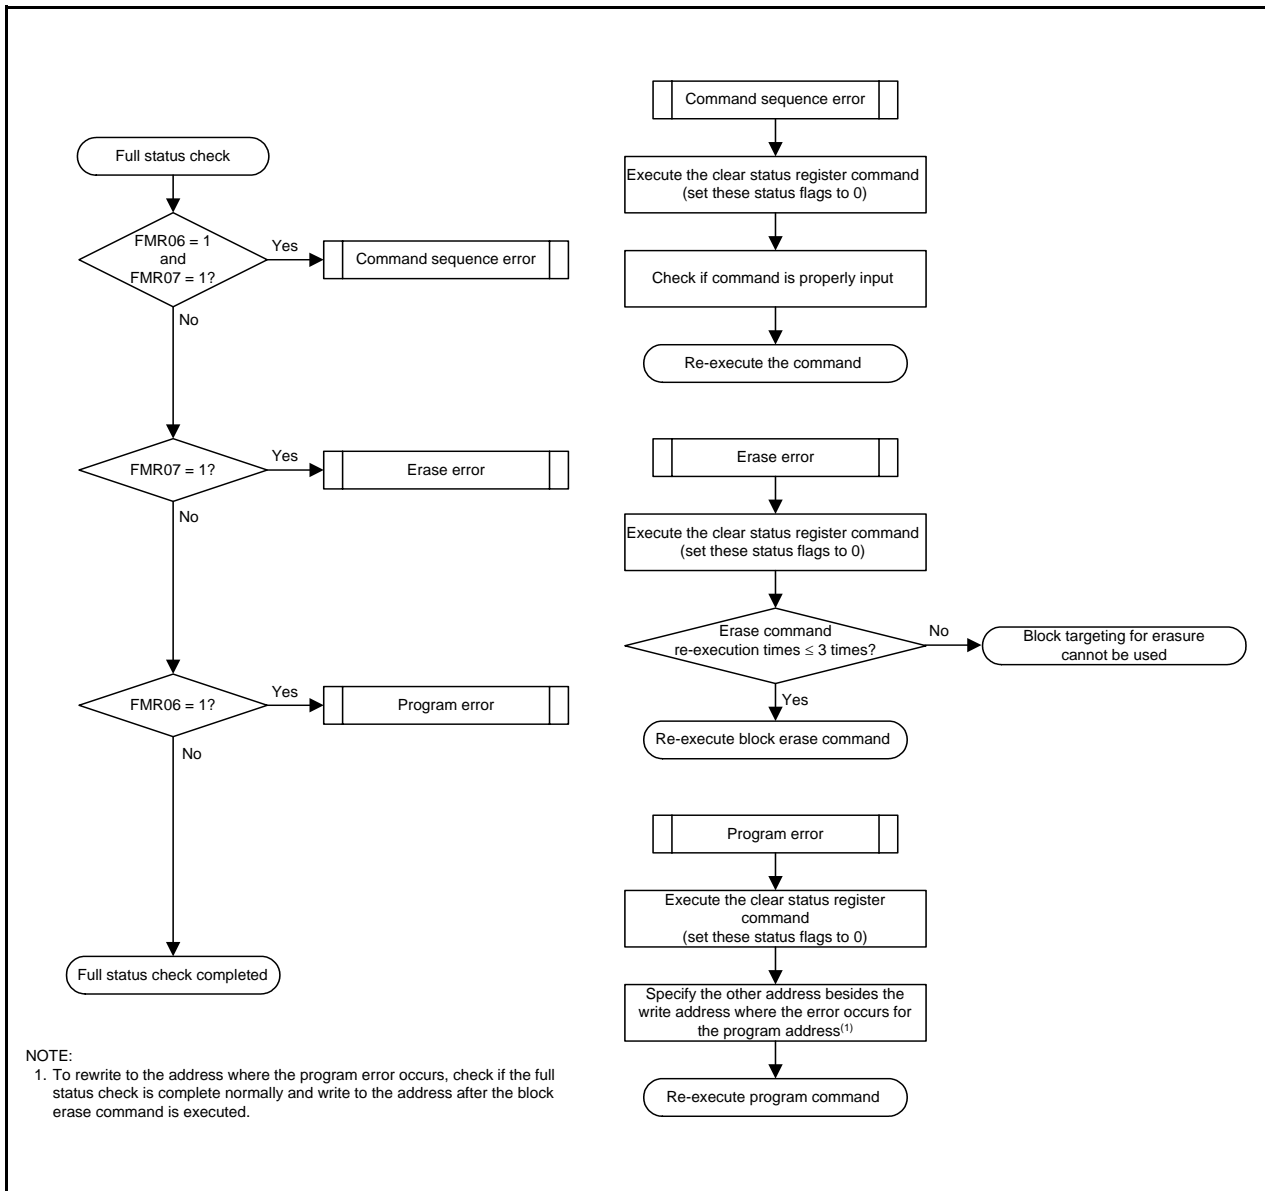 Full status check
FMR06 = 1
and
FMR07 = 1?
Yes
Command sequence error
No
FMR07 = 1?
Yes
Erase error
No
FMR06 = 1?
Yes
Program error
No
Full status check completed
Command sequence error
Execute the clear status register command
(set these status flags to 0)
Check if command is properly input
Re-execute the command
Erase error
Execute the clear status register command
(set these status flags to 0)
Erase command
re-execution times ≤ 3 times?
No
Block targeting for erasure
cannot be used
Yes
Re-execute block erase command
Program error
Execute the clear status register
command
(set these status flags to 0)
Specify the other address besides the
write address where the error occurs for
the program address(1)
Re-execute program command
NOTE:
1. To rewrite to the address where the program error occurs, check if the full
status check is complete normally and write to the address after the block
erase command is executed.